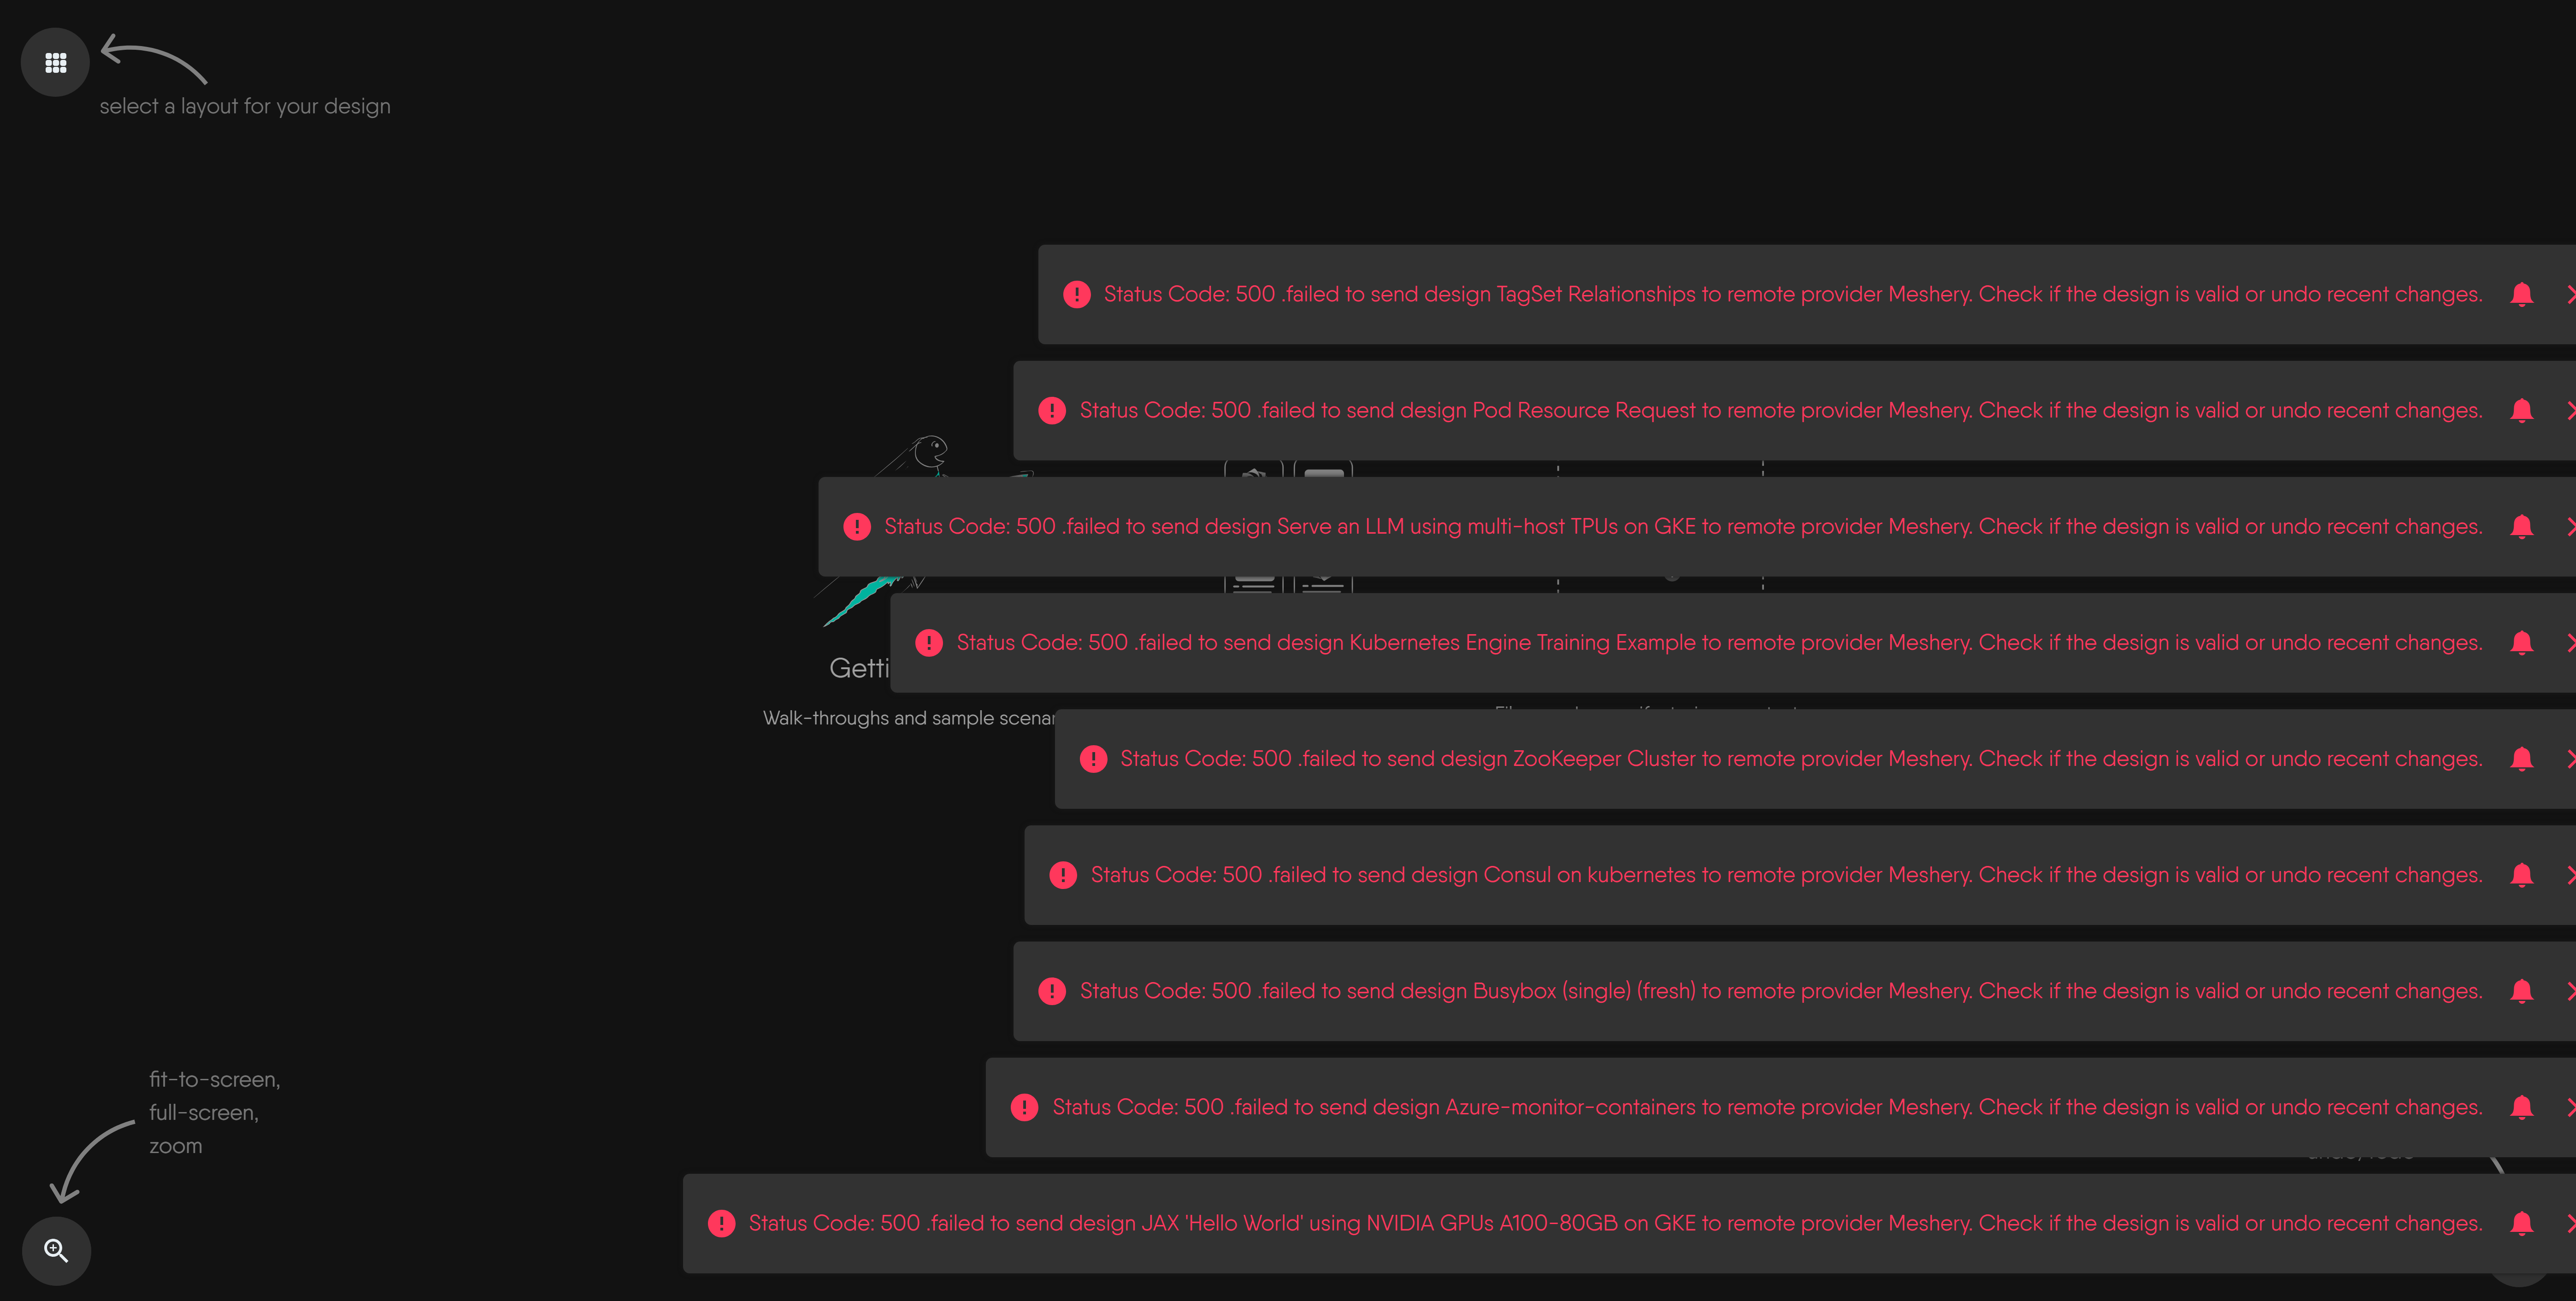 select a layout for your design
Status Code: 500 .failed to send design TagSet Relationships to remote provider Meshery. Check if the design is valid or undo recent changes.
Status Code: 500 .failed to send design Pod Resource Request to remote provider Meshery. Check if the design is valid or undo recent changes.
Status Code: 500 .failed to send design Serve an LLM using multi-host TPUs on GKE to remote provider Meshery. Check if the design is valid or undo recent changes.
Status Code: 500 .failed to send design Kubernetes Engine Training Example to remote provider Meshery. Check if the design is valid or undo recent changes.
Getti
Walk-throughs and sample scenar
Status Code: 500 .failed to send design ZooKeeper Cluster to remote provider Meshery. Check if the design is valid or undo recent changes.
Status Code: 500 .failed to send design Consul on kubernetes to remote provider Meshery. Check if the design is valid or undo recent changes.
Status Code: 500 .failed to send design Busybox (single) (fresh) to remote provider Meshery. Check if the design is valid or undo recent changes.
fit-to-screen,
full-screen,
zoom
Status Code: 500 .failed to send design Azure-monitor-containers to remote provider Meshery. Check if the design is valid or undo recent changes.
Status Code: 500 .failed to send design JAX 'Hello World' using NVIDIA GPUs A100-80GB on GKE to remote provider Meshery. Check if the design is valid or undo recent changes.